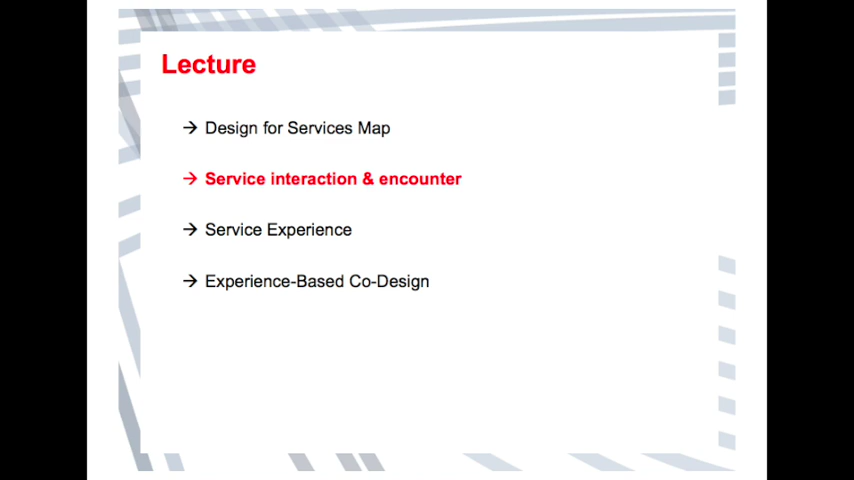 Lecture
→ Design for Services Map
→ Service interaction & encounter
→ Service Experience
→ Experience-Based Co-Design